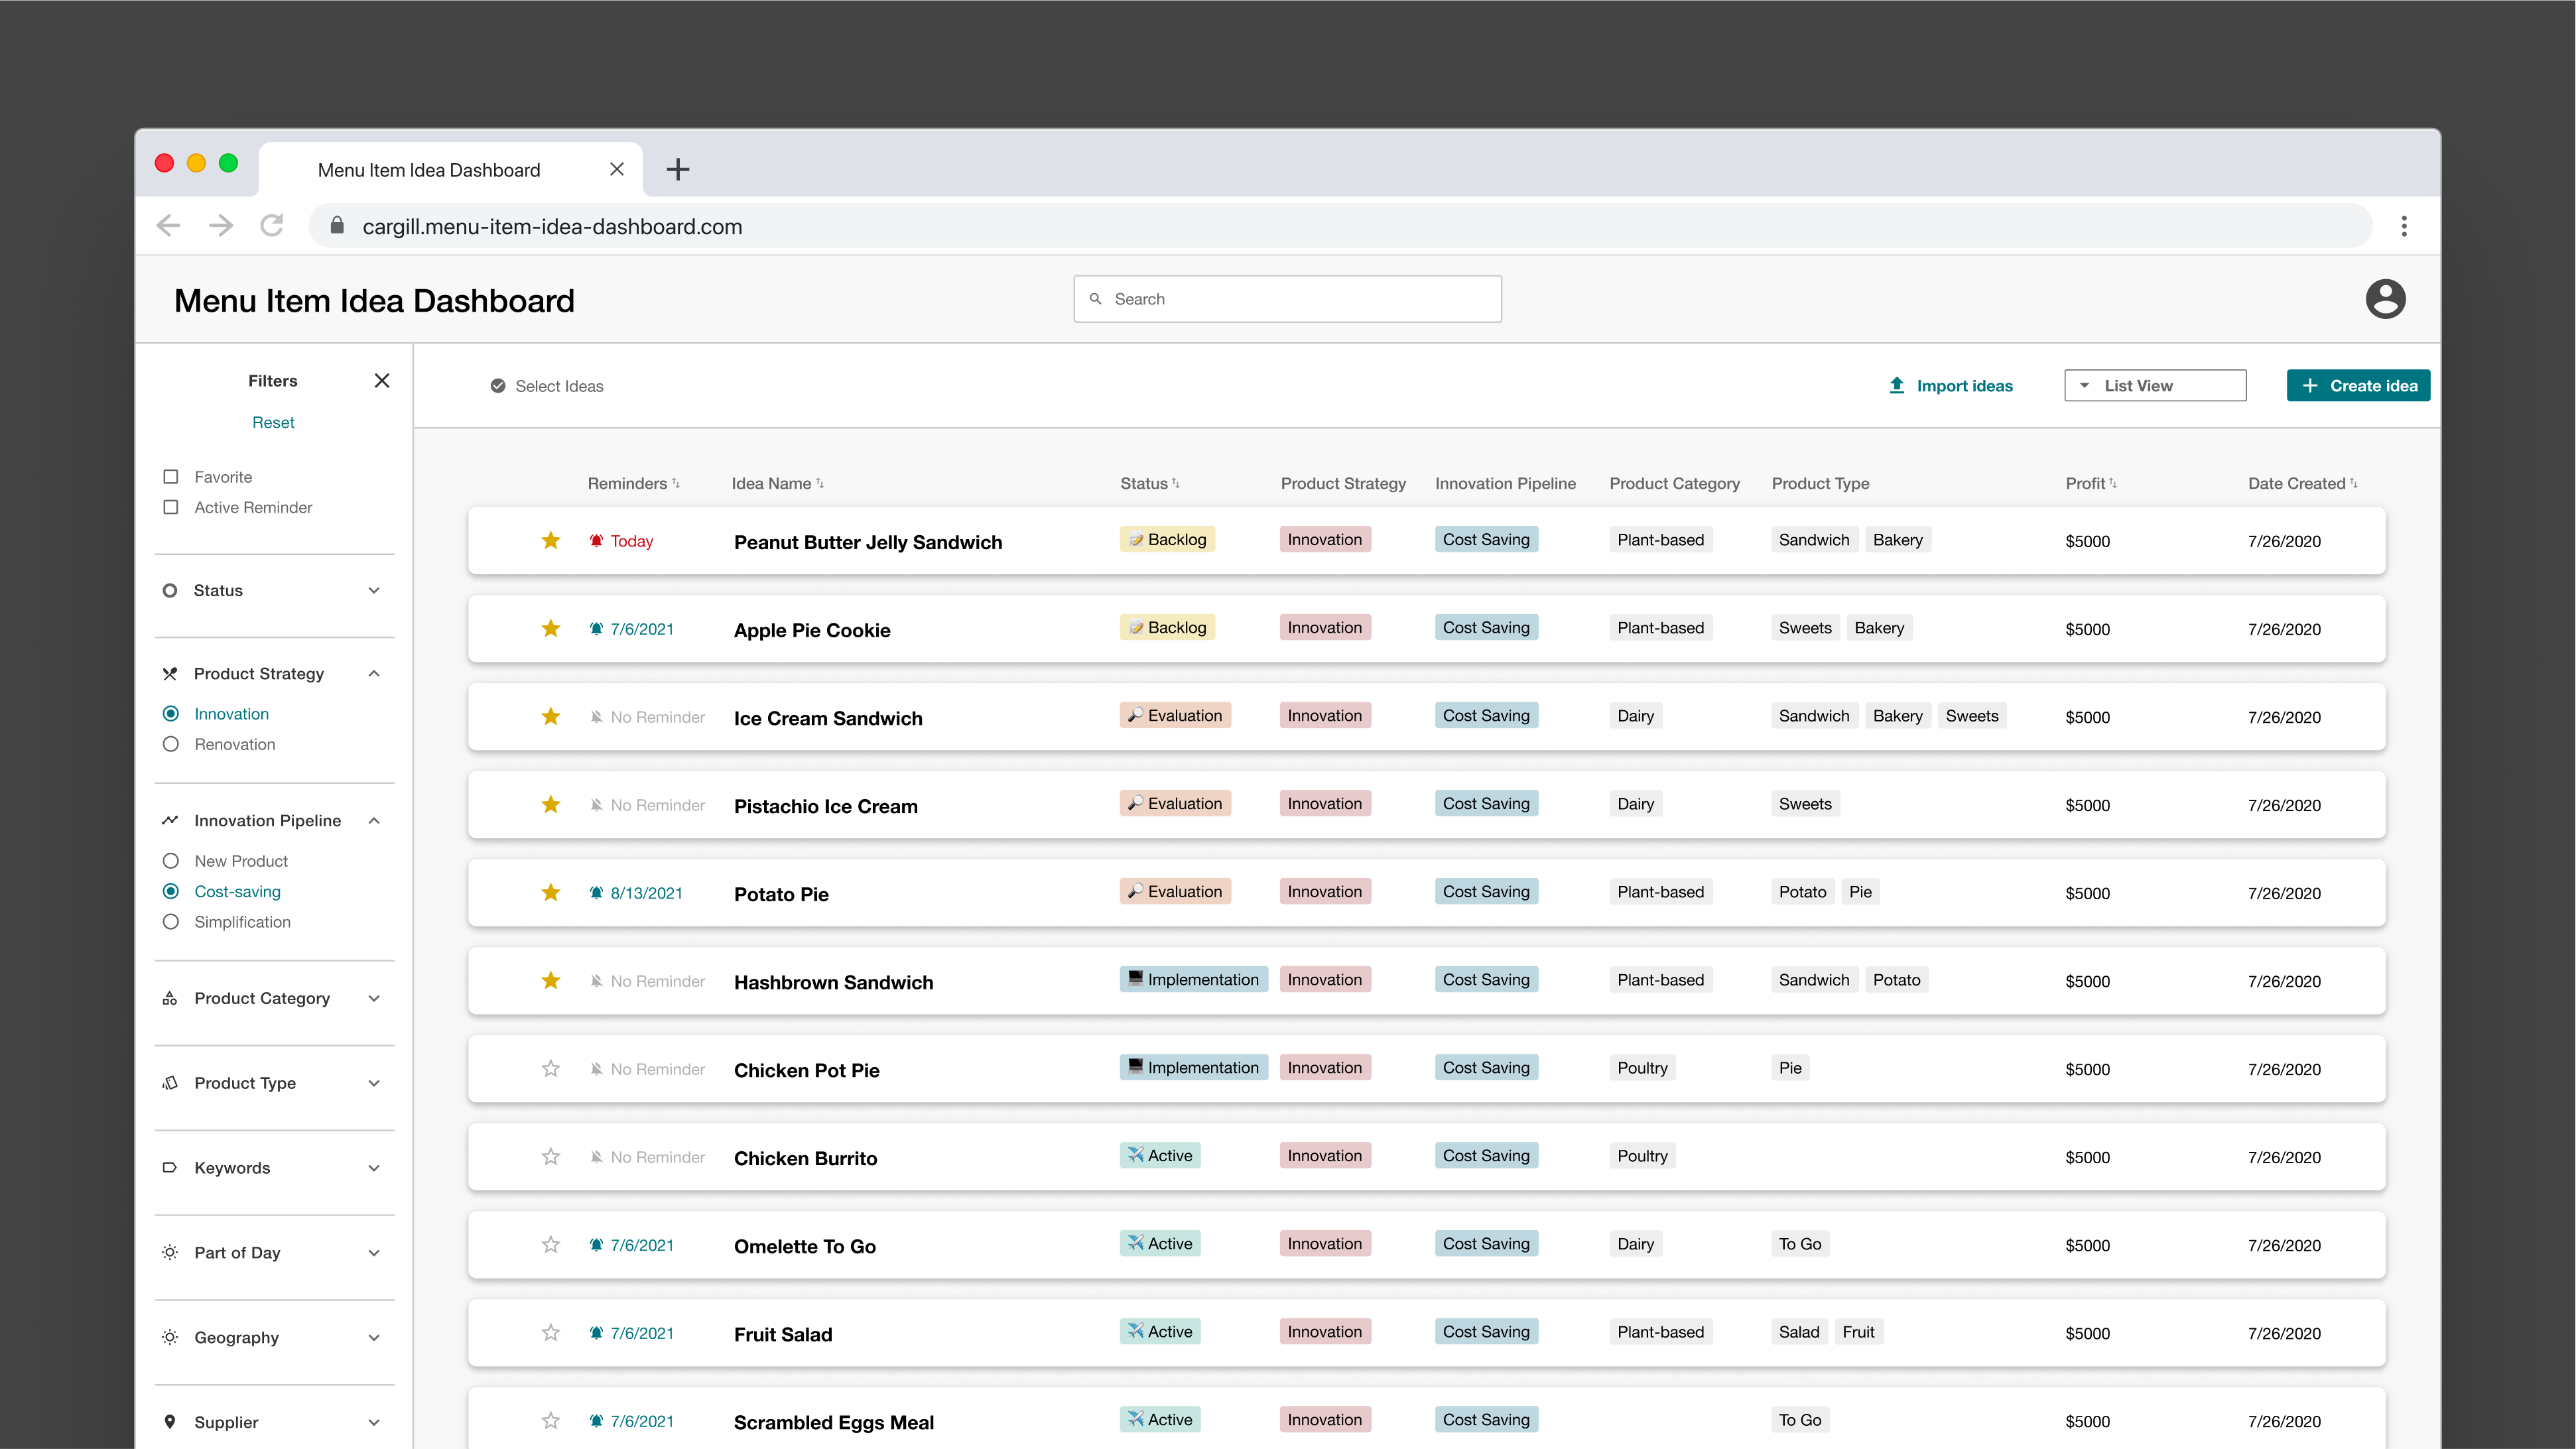 Menu Item Idea Dashboard
cargill.menu-item-idea-dashboard.com
Menu Item Idea Dashboard
Search
Filters
Reset
Favorite
Active Reminder
Status
Product Strategy
Innovation
Renovation
Innovation Pipeline
New Product
Cost-saving
Simplification
Product Category
Product Type
Keywords
Part of Day
Geography
Supplier
Select Ideas
Import ideas
List View
Create idea
Reminders Idea Name Status Product Strategy Innovation Pipeline Product Category Product Type Profit Date Created
Today Peanut Butter Jelly Sandwich Backlog Innovation Cost Saving Plant-based Sandwich Bakery $5000 7/26/2020
7/6/2021 Apple Pie Cookie Backlog Innovation Cost Saving Plant-based Sweets Bakery $5000 7/26/2020
No Reminder Ice Cream Sandwich Evaluation Innovation Cost Saving Dairy Sandwich Bakery Sweets $5000 7/26/2020
No Reminder Pistachio Ice Cream Evaluation Innovation Cost Saving Dairy Sweets $5000 7/26/2020
8/13/2021 Potato Pie Evaluation Innovation Cost Saving Plant-based Potato Pie $5000 7/26/2020
No Reminder Hashbrown Sandwich Implementation Innovation Cost Saving Plant-based Sandwich Potato $5000 7/26/2020
No Reminder Chicken Pot Pie Implementation Innovation Cost Saving Poultry Pie $5000 7/26/2020
No Reminder Chicken Burrito Active Innovation Cost Saving Poultry $5000 7/26/2020
7/6/2021 Omelette To Go Active Innovation Cost Saving Dairy To Go $5000 7/26/2020
7/6/2021 Fruit Salad Active Innovation Cost Saving Plant-based Salad Fruit $5000 7/26/2020
7/6/2021 Scrambled Eggs Meal Active Innovation Cost Saving To Go $5000 7/26/2020